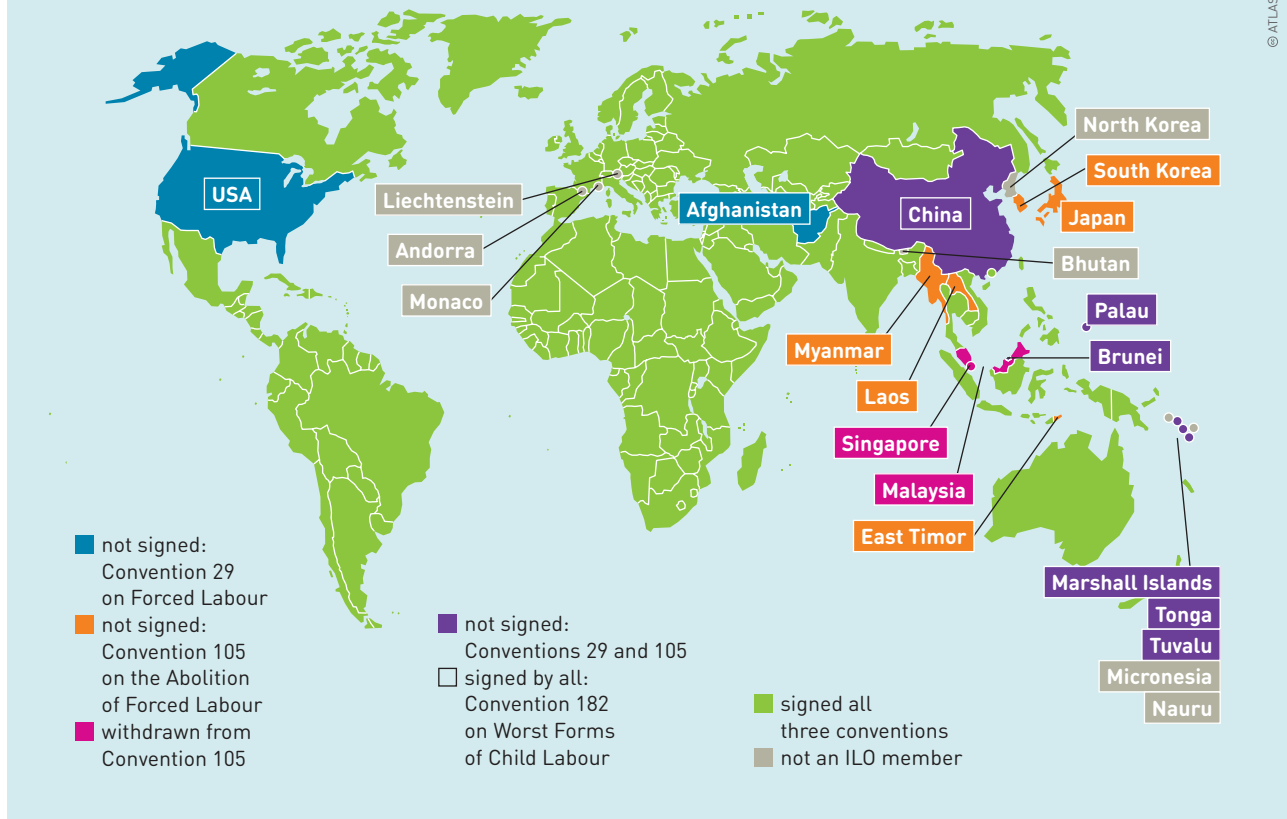 © ATLAS
North Korea
South Korea
USA
Liechtenstein
Afghanistan
China
Japan
Andorra
Bhutan
Monaco
Palau
Myanmar
Brunei
Laos
Singapore
Malaysia
East Timor
Marshall Islands
Tonga
Tuvalu
Micronesia
Nauru
not signed:
Convention 29
on Forced Labour
not signed:
Convention 105
on the Abolition
of Forced Labour
withdrawn from
Convention 105
not signed:
Conventions 29 and 105
signed by all:
Convention 182
on Worst Forms
of Child Labour
signed all
three conventions
not an ILO member